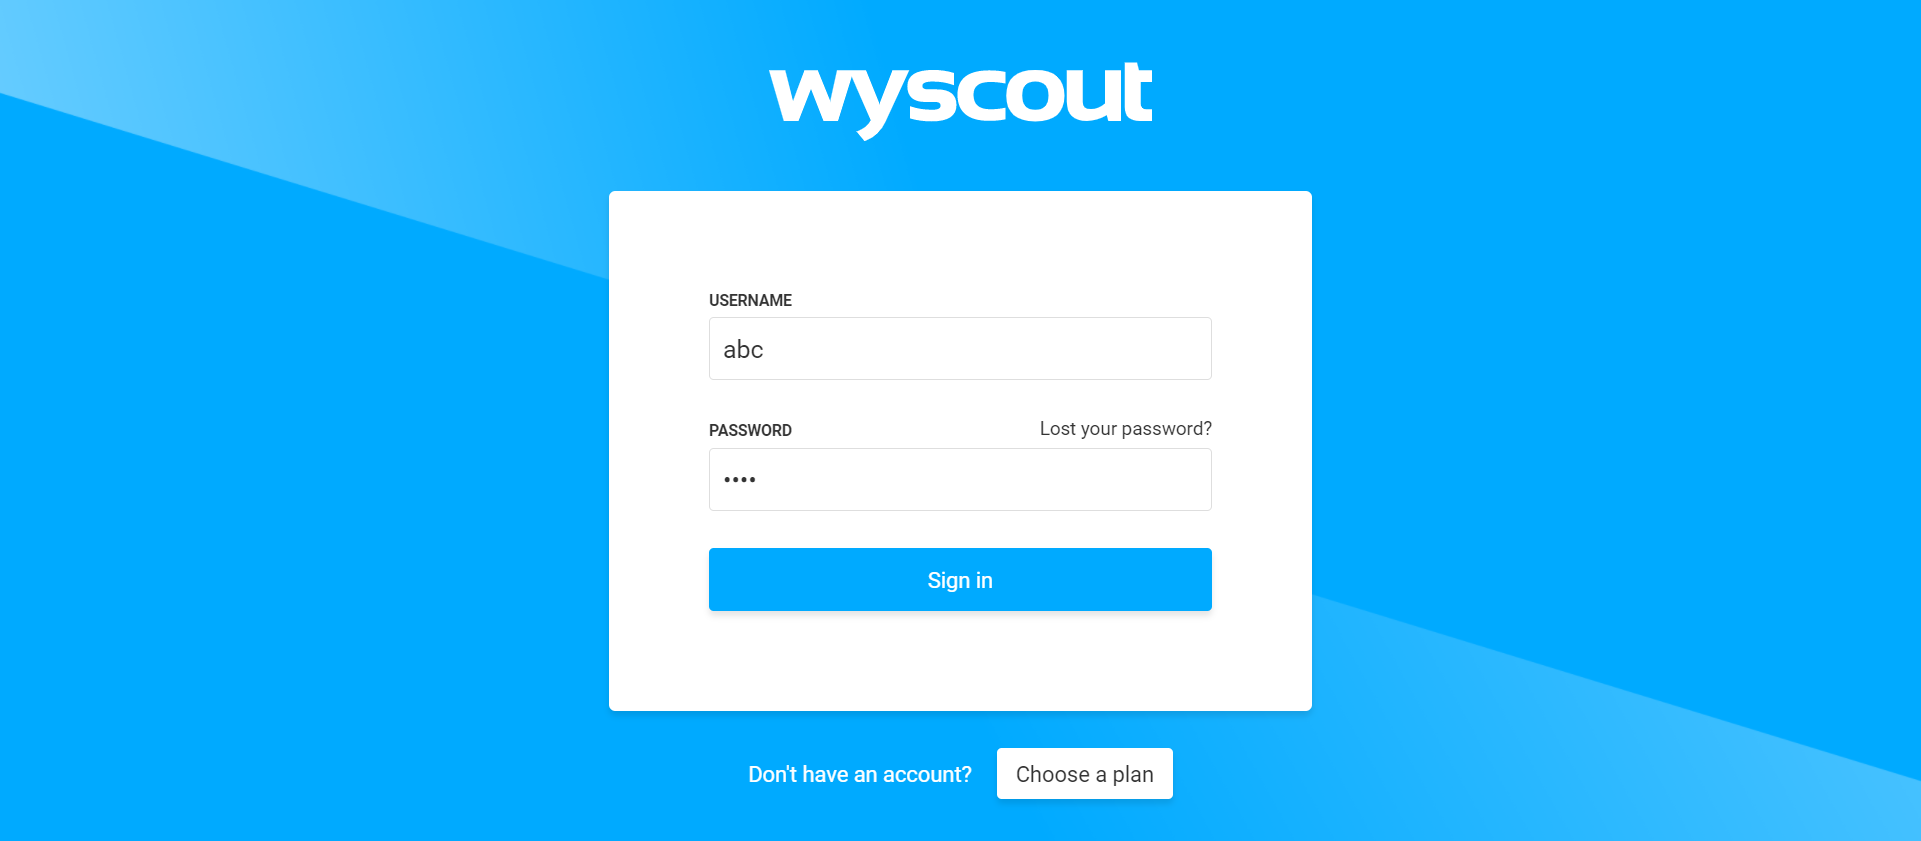 wyscout
USERNAME
abc
PASSWORD
Lost your password?
••••
Sign in
Don't have an account?
Choose a plan